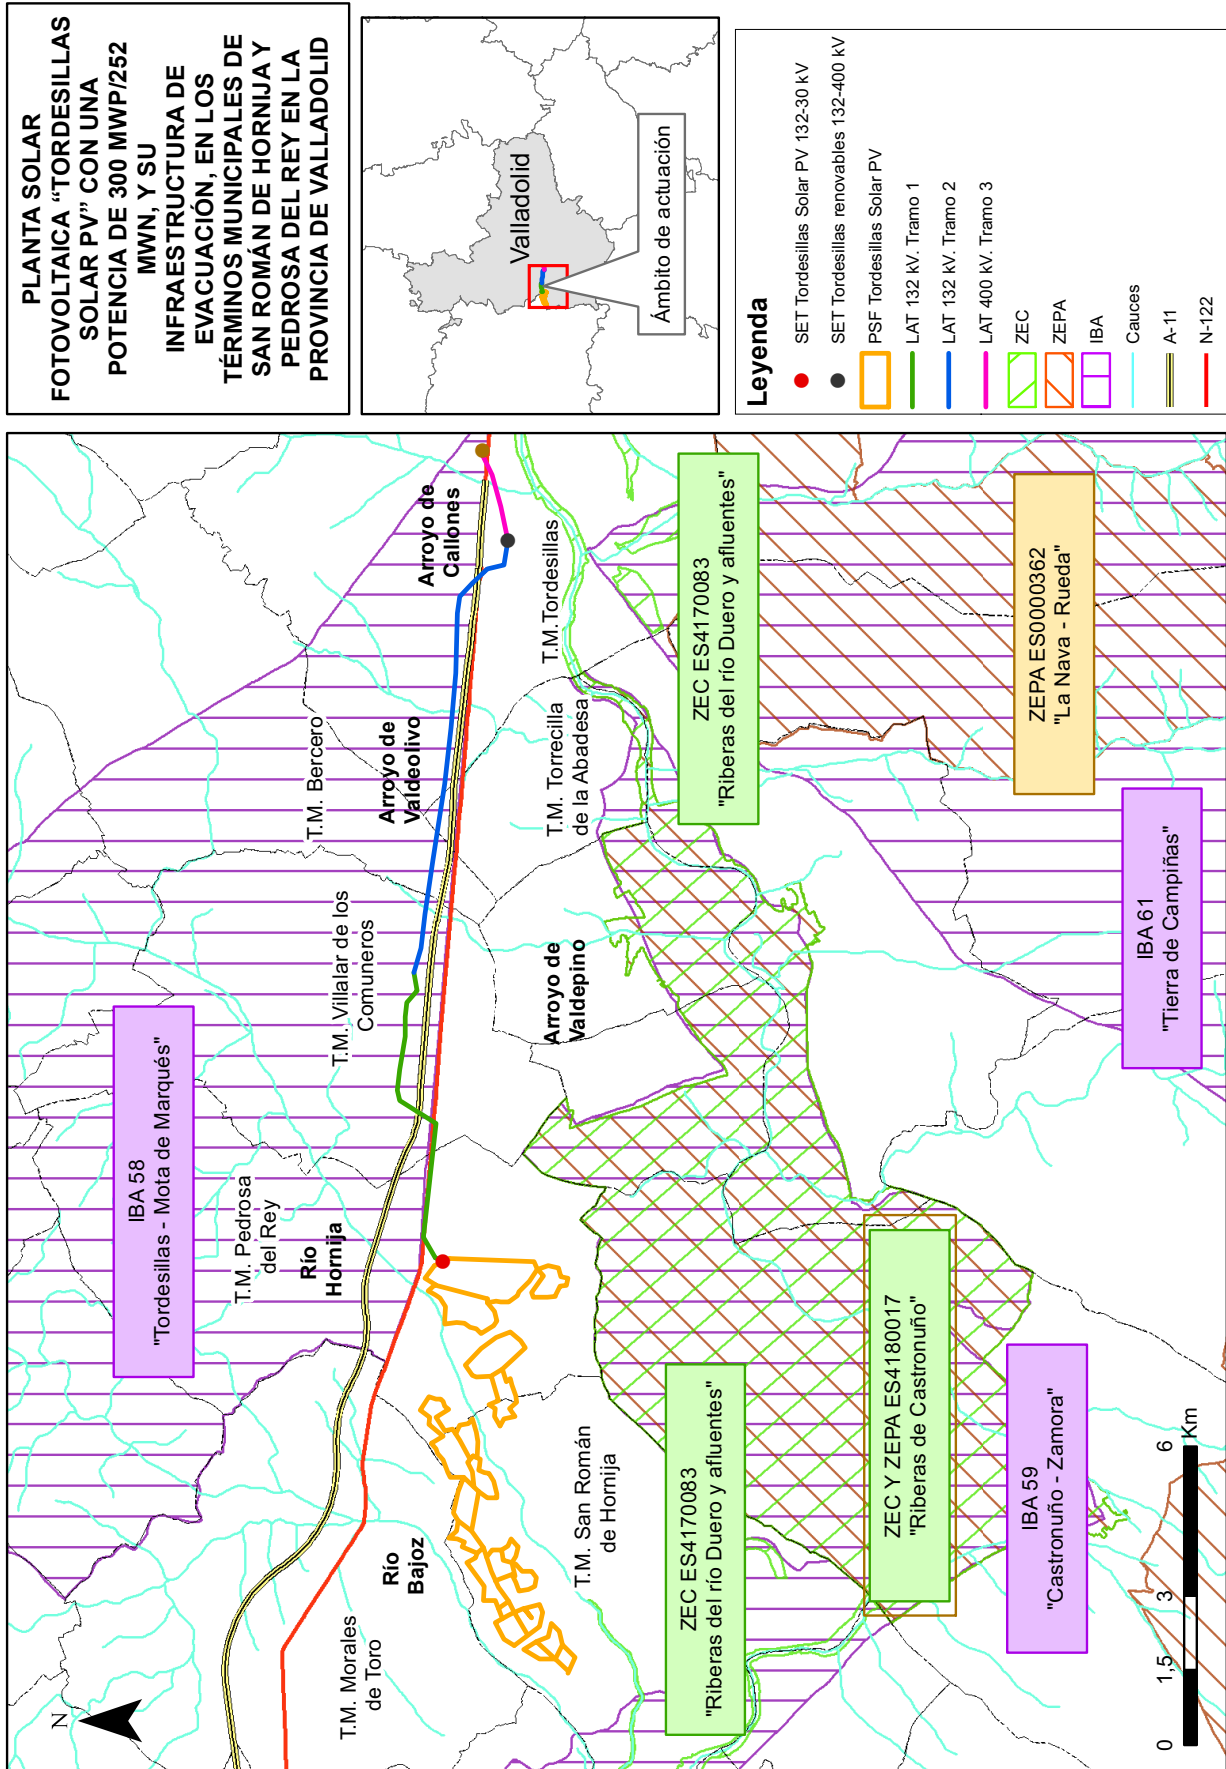 PLANTA SOLAR
FOTOVOLTAICA “TORDESILLAS
SOLAR PV” CON UNA
POTENCIA DE 300 MWP/252
MWN, Y SU
INFRAESTRUCTURA DE
EVACUACIÓN, EN LOS
TÉRMINOS MUNICIPALES DE
SAN ROMÁN DE HORNIJA Y
PEDROSA DEL REY EN LA
PROVINCIA DE VALLADOLID
Valladolid
Ámbito de actuación
Leyenda
SET Tordesillas Solar PV 132-30 kV
SET Tordesillas renovables 132-400 kV
PSF Tordesillas Solar PV
LAT 132 kV. Tramo 1
LAT 132 kV. Tramo 2
LAT 400 kV. Tramo 3
ZEC
ZEPA
IBA
Cauces
A-11
N-122
N
IBA 58
"Tordesillas - Mota de Marqués"
T.M. Bercero
T.M. Villalar de los
Comuneros
T.M. Pedrosa
del Rey
Río
Hornija
T.M. Morales
de Toro
Río
Bajoz
Arroyo de
Valdeolivo
Arroyo de
Callones
T.M.Tordesillas
T.M. Torrecilla
de la Abadesa
Arroyo de
Valdepino
T.M. San Román
de Hornija
ZEC ES4170083
"Riberas del río Duero y afluentes"
ZEC ES4170083
"Riberas del río Duero y afluentes"
ZEC Y ZEPA ES4180017
"Riberas de Castronuño"
IBA 59
"Castronuño - Zamora"
ZEPA ES0000362
"La Nava - Rueda"
IBA 61
"Tierra de Campiñas"
0 1,5 3 6
Km